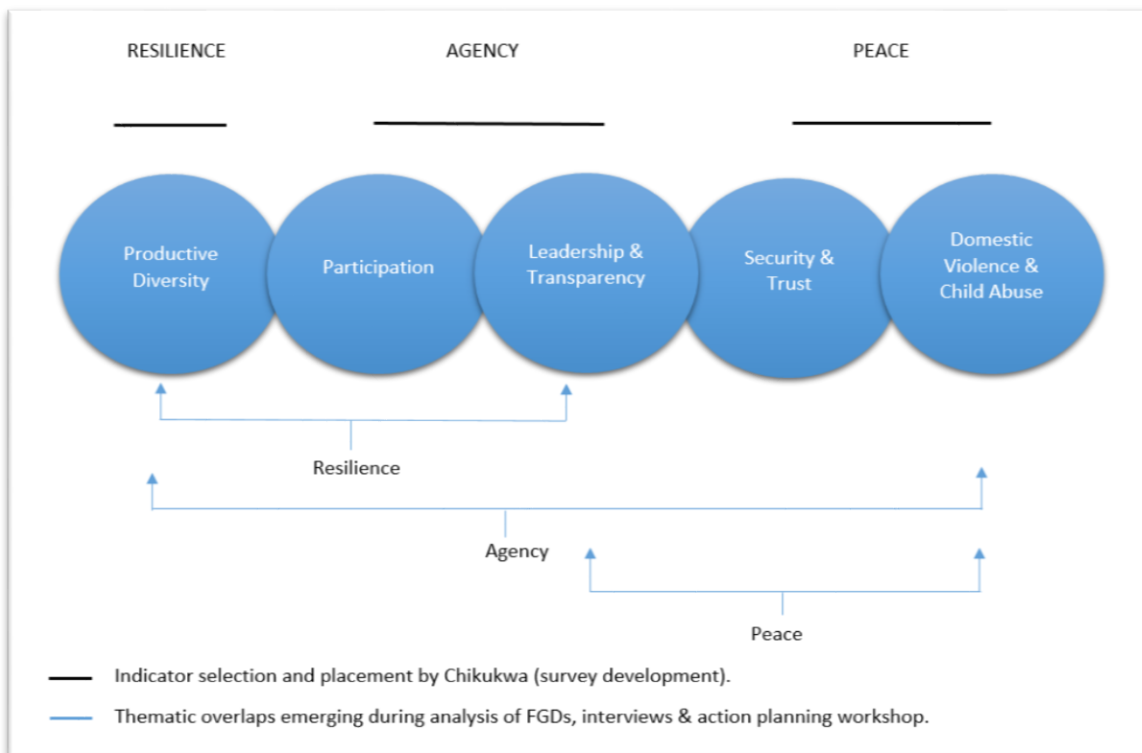 RESILIENCE
AGENCY
PEACE
Productive
Diversity
Participation
Leadership &
Transparency
Security &
Trust
Domestic
Violence &
Child Abuse
Resilience
Agency
Peace
Indicator selection and placement by Chikukwa (survey development).
Thematic overlaps emerging during analysis of FGDs, interviews & action planning workshop.